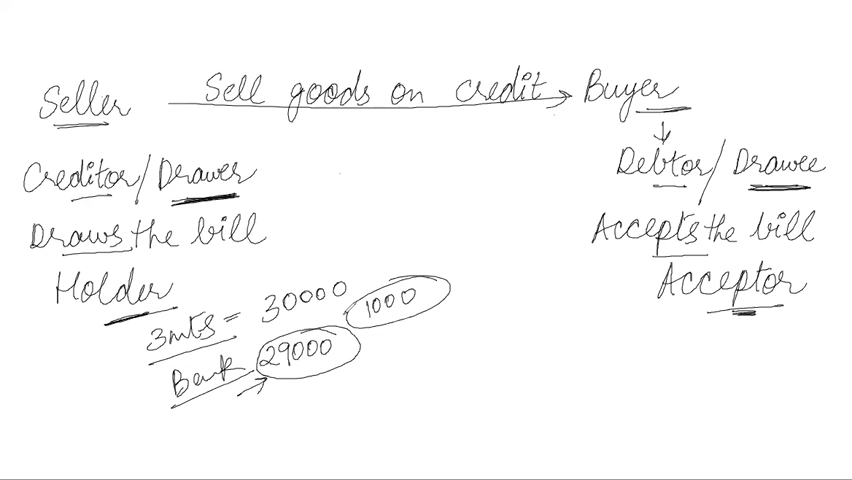 Seller Sell goods on credit Buyer
Creditor/Drawer Debtor/Drawee
Draws the bill Accepts the bill
Holder Acceptor
3mts = 30000 1000
Bank 29000